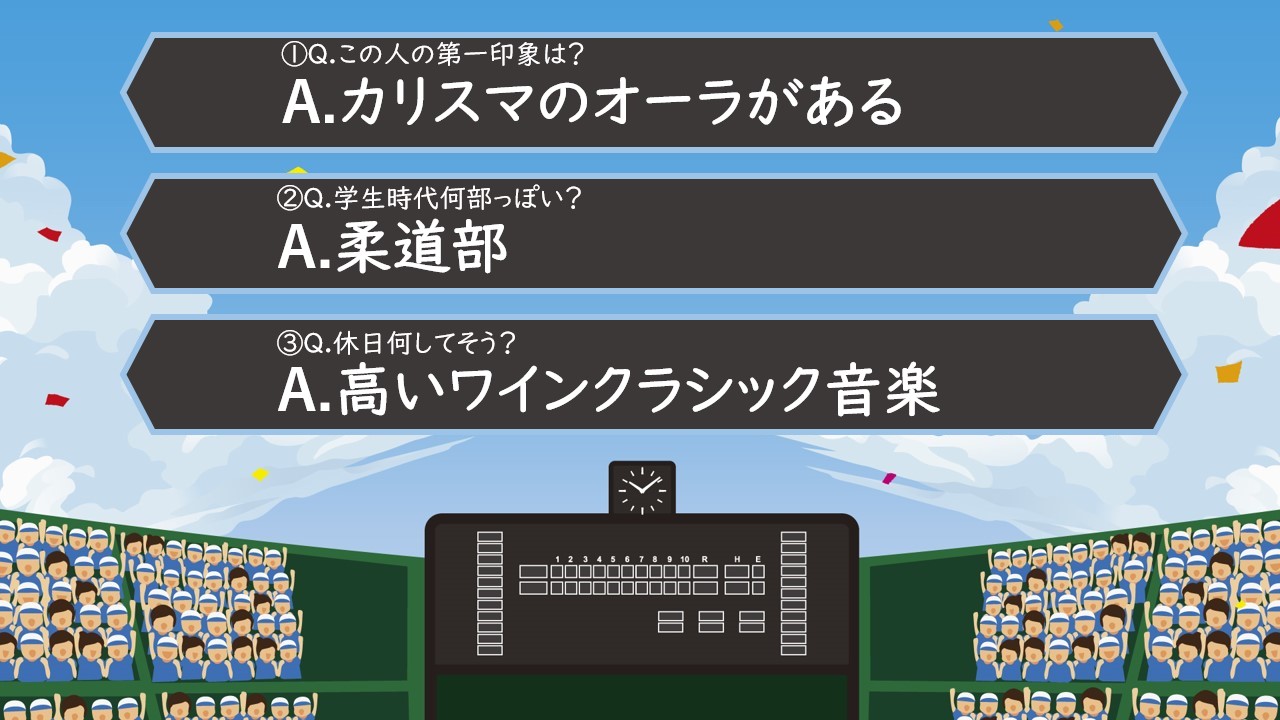 ①Q.この人の第一印象は?
A.カリスマのオーラがある
②Q.学生時代何部っぽい?
A.柔道部
③Q.休日何してそう?
A.高いワインクラシック音楽
1 2 3 4 5 6 7 8 9 10 R H E